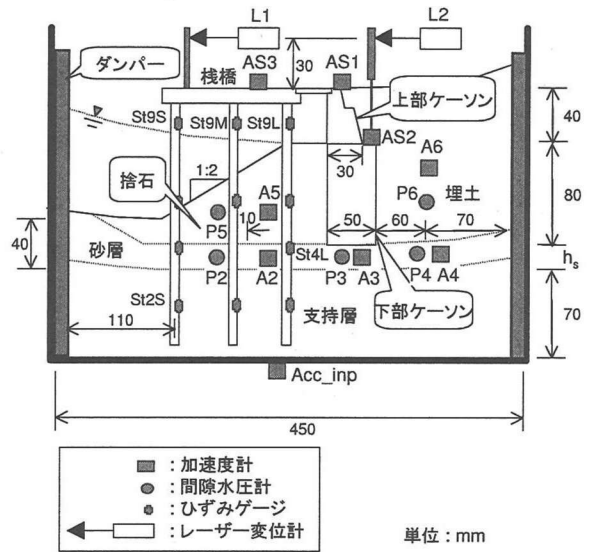 L1
L2
ダンパー
AS3
30
AS1
桟橋
上部ケーソン
St9S
St9M
St9L
AS2
40
1:2
30
A6
捨石
A5
P6
埋土
80
P5
10
50
60
70
40
砂層
St4L
P2
A2
P3
A3
P4
A4
hs
St2S
支持層
下部ケーソン
70
110
Acc_inp
450
：加速度計
：間隙水圧計
：ひずみゲージ
：レーザー変位計
単位：mm